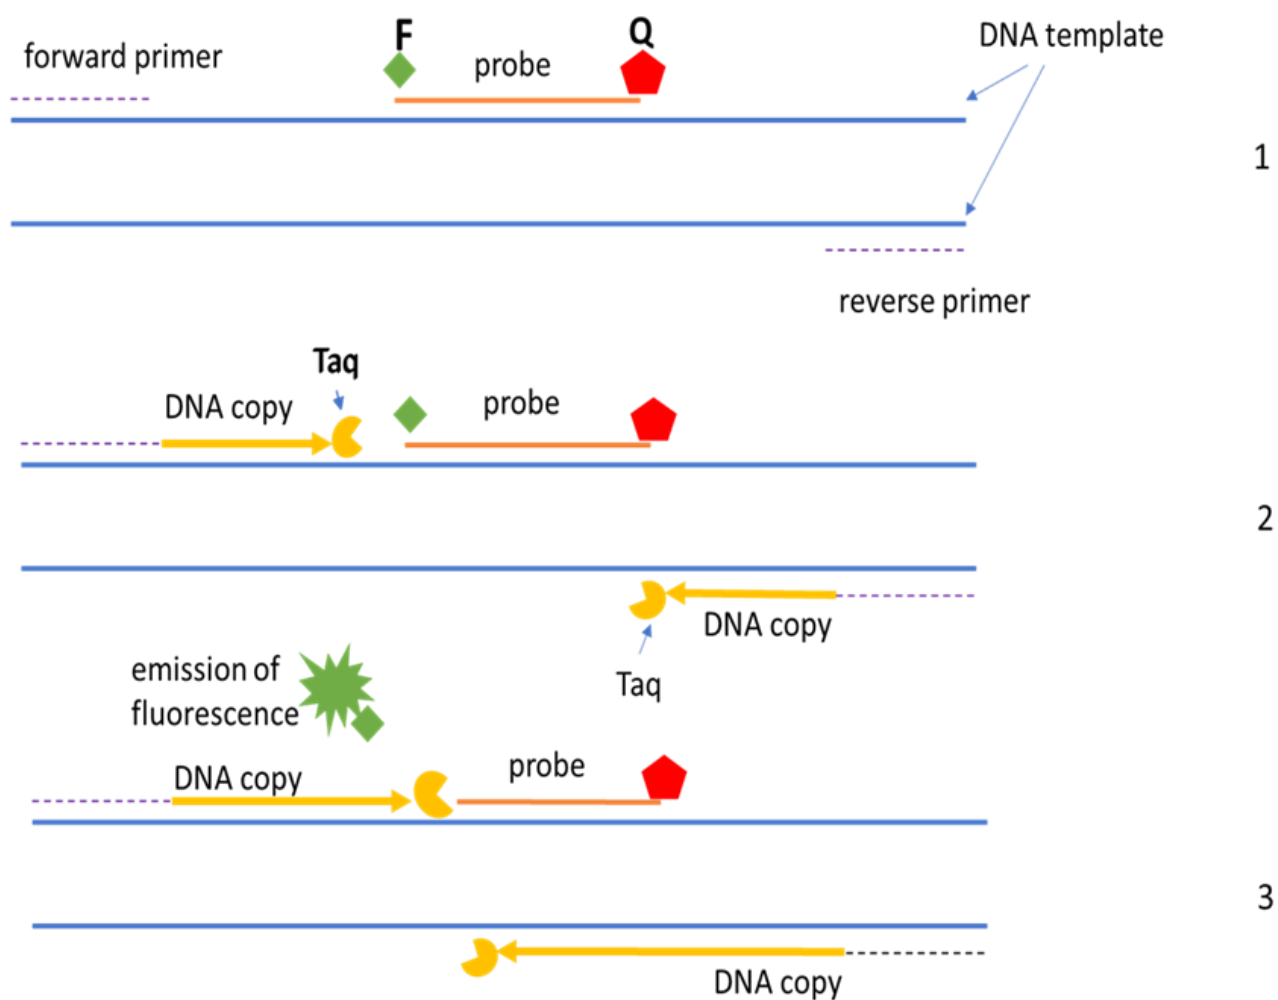 F
Q
DNA template
forward primer
probe
1
reverse primer
Taq
DNA copy
probe
2
DNA copy
Taq
emission of
fluorescence
DNA copy
probe
3
DNA copy